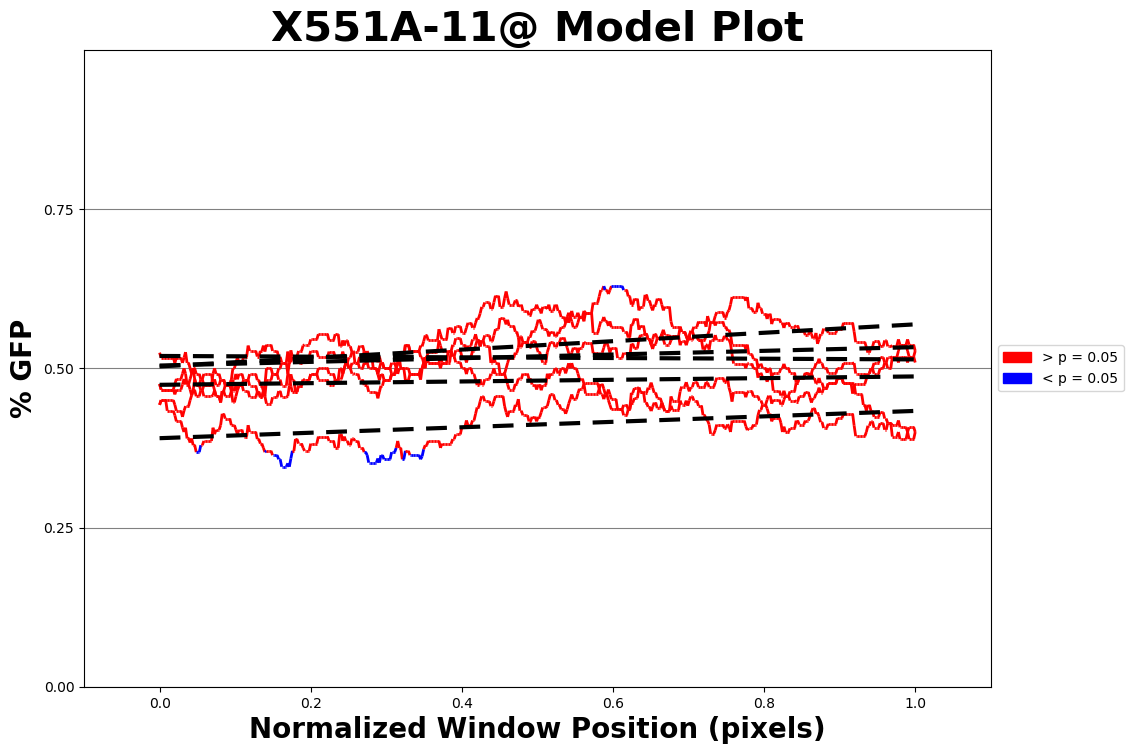 X551A-11@ Model Plot
% GFP
0.75
0.50
0.25
0.00
0.0 0.2 0.4 0.6 0.8 1.0
Normalized Window Position (pixels)
> p = 0.05
< p = 0.05